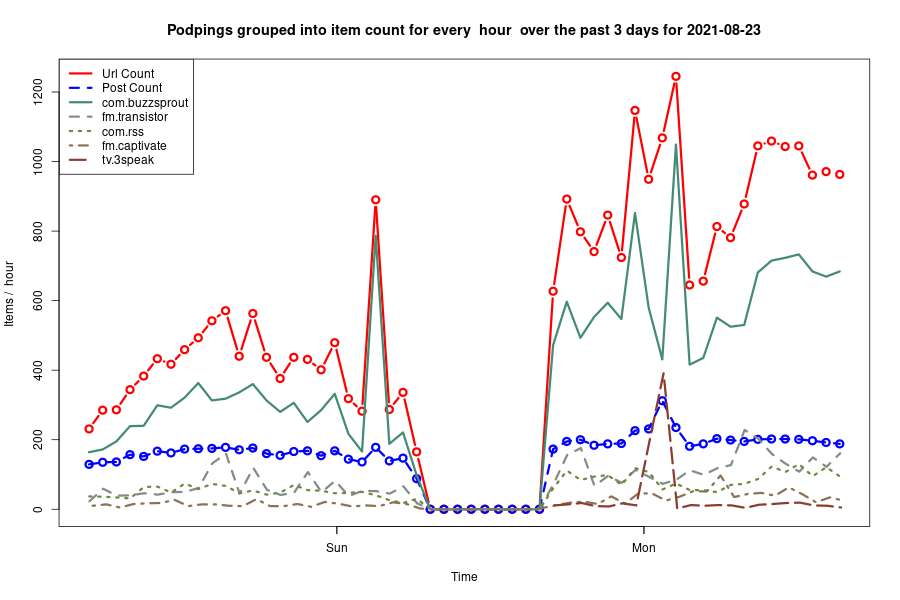 Podpings grouped into item count for every  hour  over the past 3 days for 2021-08-23
Url Count
Post Count
com.buzzsprout
fm.transistor
com.rss
fm.captivate
tv.3speak
Items /  hour
1200
1000
800
600
400
200
0
Sun
Mon
Time